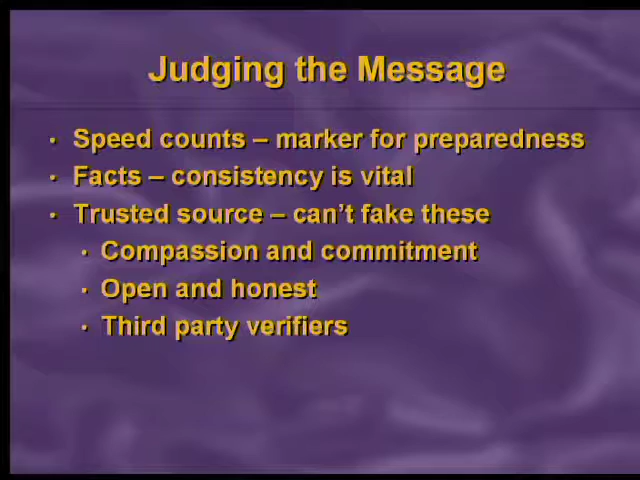 Judging the Message
• Speed counts – marker for preparedness
• Facts – consistency is vital
• Trusted source – can't fake these
• Compassion and commitment
• Open and honest
• Third party verifiers